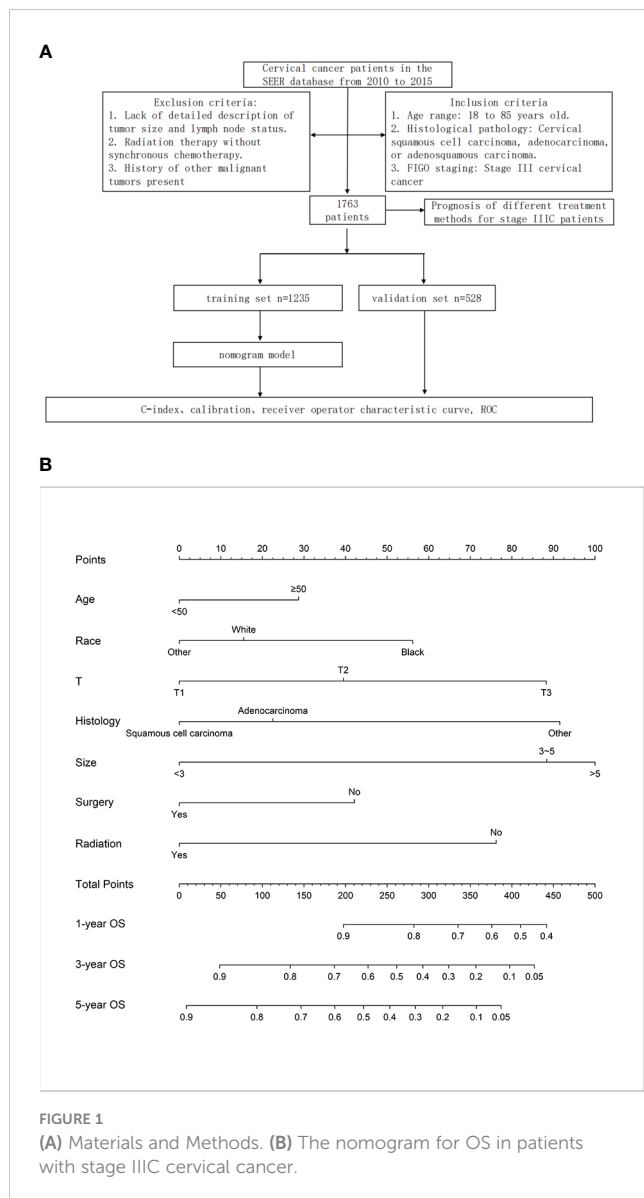 A
Cervical cancer patients in the
SEER database from 2010 to 2015
Exclusion criteria:
1. Lack of detailed description of
tumor size and lymph node status.
2. Radiation therapy without
synchronous chemotherapy.
3. History of other malignant
tumors present
Inclusion criteria
1. Age range: 18 to 85 years old.
2. Histological pathology: Cervical
squamous cell carcinoma, adenocarcinoma,
or adenosquamous carcinoma.
3. FIGO staging: Stage III cervical
cancer
1763
patients
Prognosis of different treatment
methods for stage IIIC patients
training set n=1235
validation set n=528
nomogram model
C-index、calibration、receiver operator characteristic curve, ROC
B
Points
0 10 20 30 40 50 60 70 80 90 100
Age
≥50
<50
Race
White
Other Black
T
T2
T1 T3
Histology
Adenocarcinoma
Squamous cell carcinoma Other
Size
3~5
<3 >5
Surgery
No
Yes
Radiation
No
Yes
Total Points
0 50 100 150 200 250 300 350 400 450 500
1-year OS
0.9 0.8 0.7 0.6 0.5 0.4
3-year OS
0.9 0.8 0.7 0.6 0.5 0.4 0.3 0.2 0.1 0.05
5-year OS
0.9 0.8 0.7 0.6 0.5 0.4 0.3 0.2 0.1 0.05
FIGURE 1
(A) Materials and Methods. (B) The nomogram for OS in patients
with stage IIIC cervical cancer.